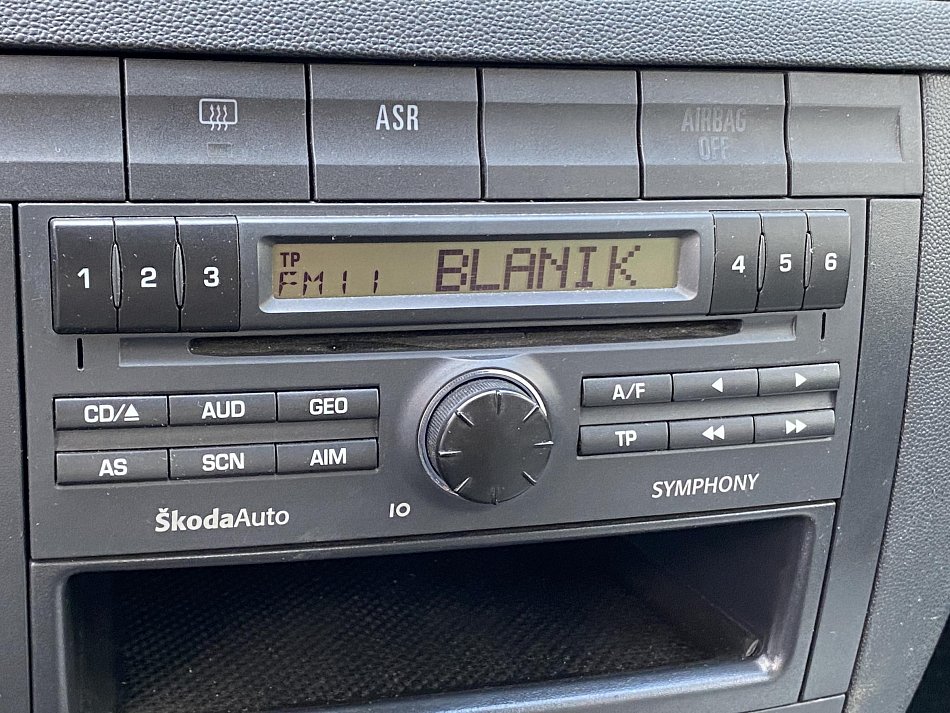 ASR
AIRBAG
OFF
1 2 3
TP
FM11 BLANIK
4 5 6
CD/⏏ AUD GEO
AS SCN AIM
A/F ◀ ▶
TP ◀◀ ▶▶
ŠkodaAuto
IO
SYMPHONY